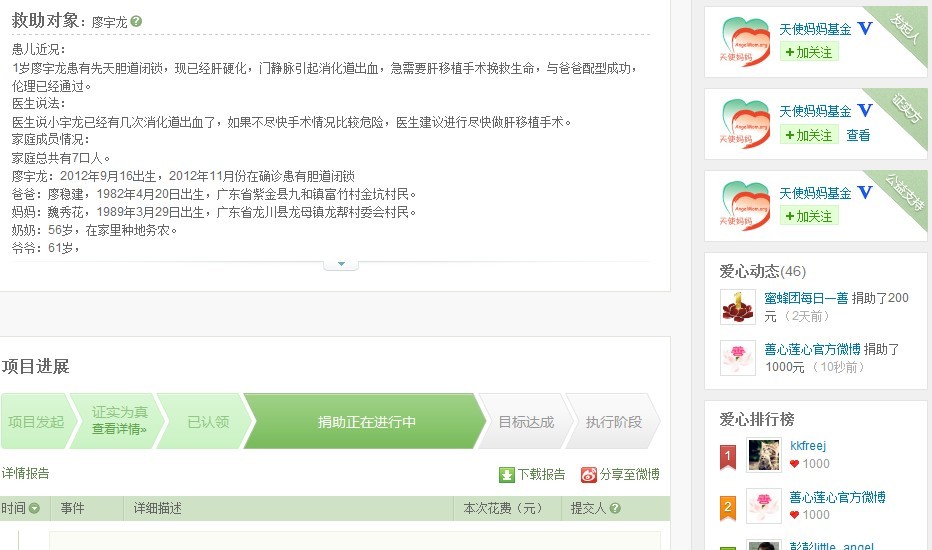 救助对象：廖宇龙
患儿近况：
1岁廖宇龙患有先天胆道闭锁，现已经肝硬化，门静脉引起消化道出血，急需要肝移植手术挽救生命，与爸爸配型成功，
伦理已经通过。
医生说法：
医生说小宇龙已经有几次消化道出血了，如果不尽快手术情况比较危险，医生建议进行尽快做肝移植手术。
家庭成员情况：
家庭总共有7口人。
廖宇龙：2012年9月16出生，2012年11月份在确诊患有胆道闭锁
爸爸：廖稳建，1982年4月20日出生，广东省紫金县九和镇富竹村金坑村民。
妈妈：魏秀花，1989年3月29日出生，广东省龙川县龙母镇龙帮村委会村民。
奶奶：56岁，在家里种地务农。
爷爷：61岁，
项目进展
项目发起
证实为真
查看详情»
已认领
捐助正在进行中
目标达成
执行阶段
详情报告
下载报告
分享至微博
时间
事件
详细描述
本次花费（元）
提交人
AngelMom.org
天使妈妈
天使妈妈基金
+加关注
发起人
AngelMom.org
天使妈妈
天使妈妈基金
+加关注 查看
证实方
AngelMom.org
天使妈妈
天使妈妈基金
+加关注
公益支持
爱心动态(46)
蜜蜂团每日一善 捐助了200
元（2天前）
善心莲心官方微博 捐助了
1000元（10秒前）
爱心排行榜
1
kkfreej
1000
2
善心莲心官方微博
1000
彭彭little_angel